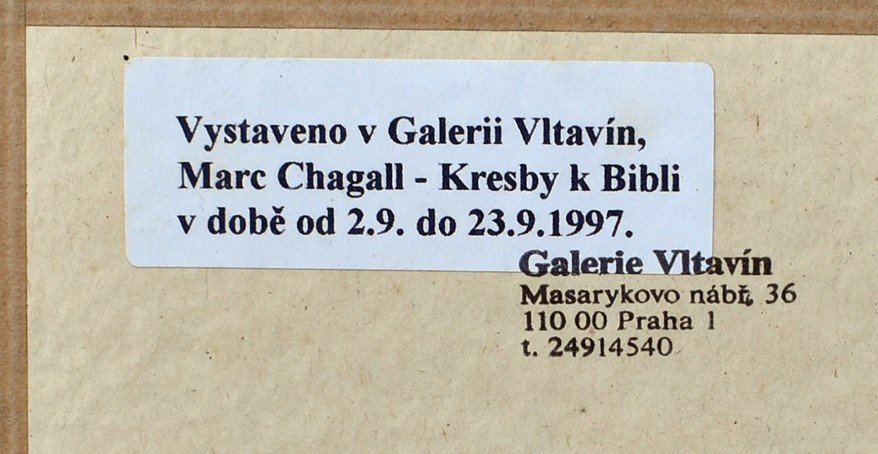 Vystaveno v Galerii Vltavín,
Marc Chagall - Kresby k Bibli
v době od 2.9. do 23.9.1997.
Galerie Vltavín
Masarykovo nábř. 36
110 00 Praha 1
t. 24914540